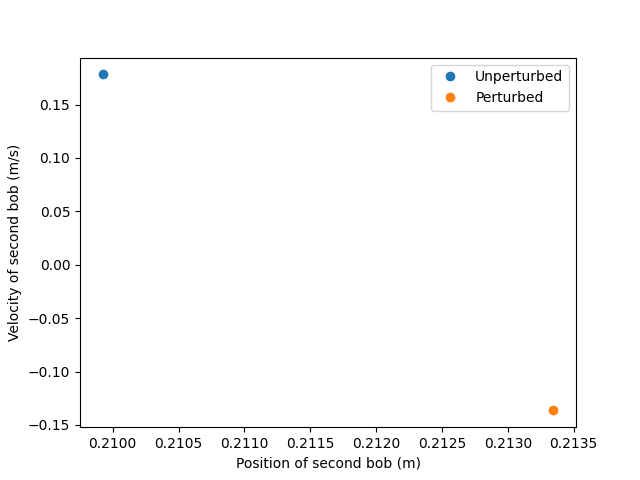 Unperturbed
Perturbed
0.15
0.10
0.05
0.00
−0.05
−0.10
−0.15
Velocity of second bob (m/s)
0.2100 0.2105 0.2110 0.2115 0.2120 0.2125 0.2130 0.2135
Position of second bob (m)